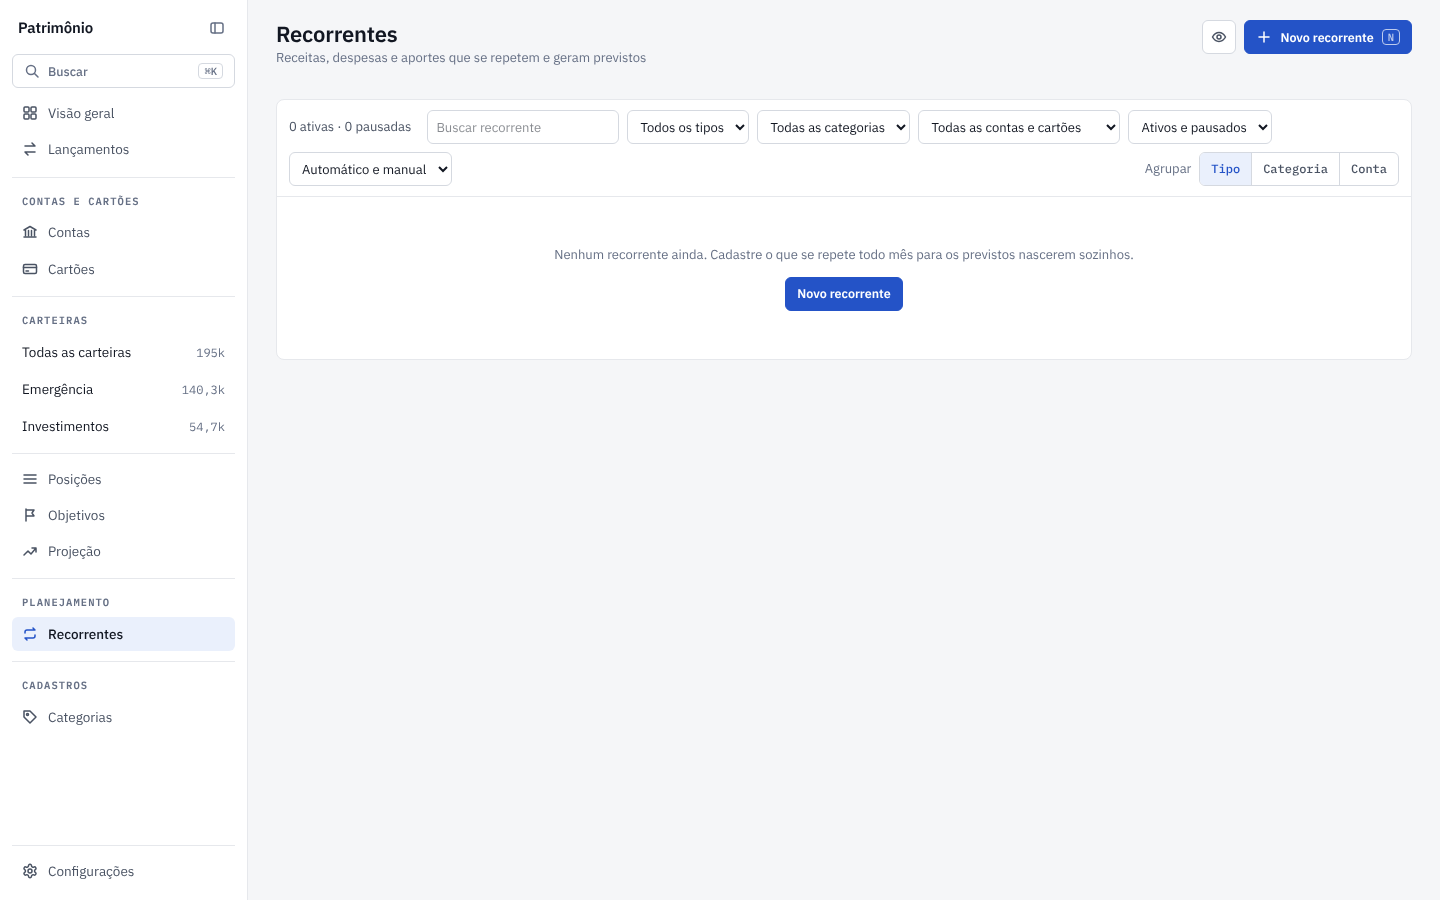 Patrimônio
Buscar ⌘K
Visão geral
Lançamentos
CONTAS E CARTÕES
Contas
Cartões
CARTEIRAS
Todas as carteiras 195k
Emergência 140,3k
Investimentos 54,7k
Posições
Objetivos
Projeção
PLANEJAMENTO
Recorrentes
CADASTROS
Categorias
Configurações
Recorrentes
Receitas, despesas e aportes que se repetem e geram previstos
Novo recorrente N
0 ativas · 0 pausadas Buscar recorrente Todos os tipos Todas as categorias Todas as contas e cartões Ativos e pausados
Automático e manual Agrupar Tipo Categoria Conta
Nenhum recorrente ainda. Cadastre o que se repete todo mês para os previstos nascerem sozinhos.
Novo recorrente